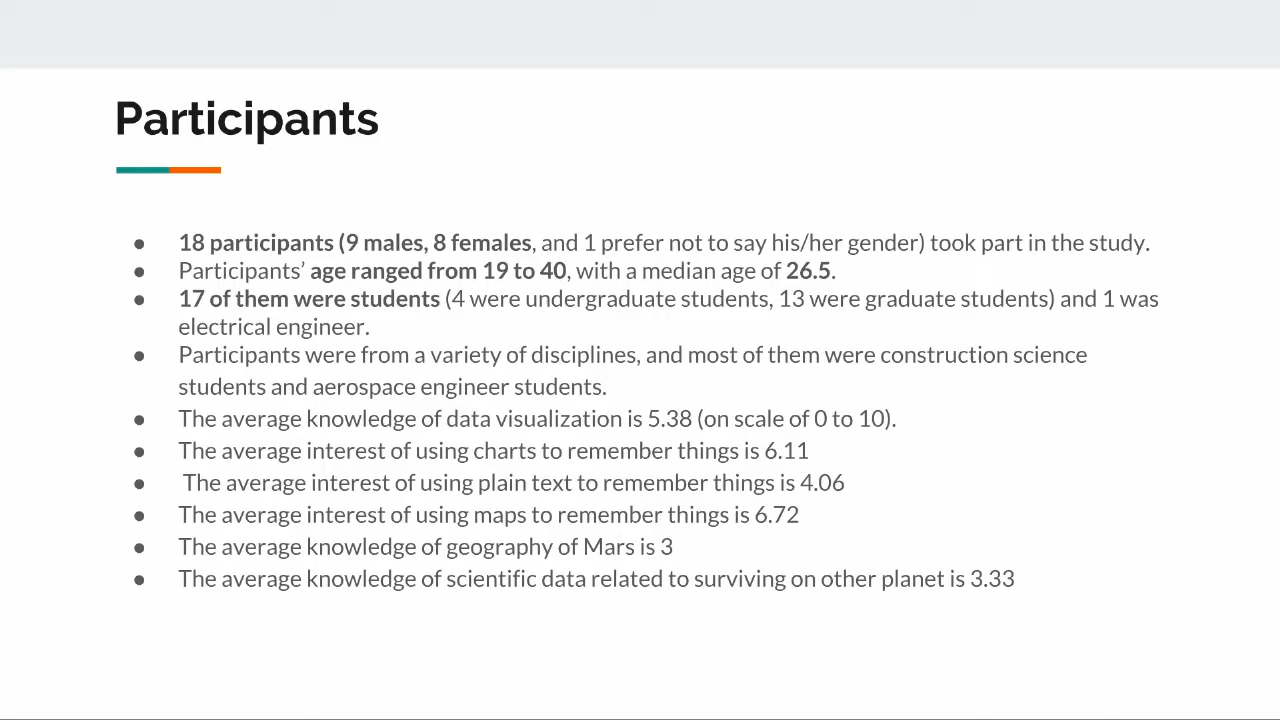 Participants
● 18 participants (9 males, 8 females, and 1 prefer not to say his/her gender) took part in the study.
● Participants’ age ranged from 19 to 40, with a median age of 26.5.
● 17 of them were students (4 were undergraduate students, 13 were graduate students) and 1 was
electrical engineer.
● Participants were from a variety of disciplines, and most of them were construction science
students and aerospace engineer students.
● The average knowledge of data visualization is 5.38 (on scale of 0 to 10).
● The average interest of using charts to remember things is 6.11
● The average interest of using plain text to remember things is 4.06
● The average interest of using maps to remember things is 6.72
● The average knowledge of geography of Mars is 3
● The average knowledge of scientific data related to surviving on other planet is 3.33